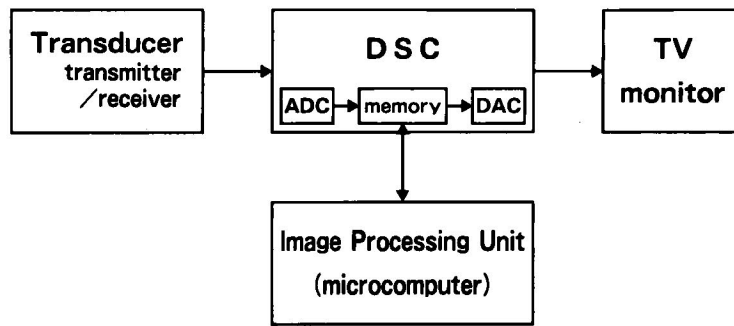 Transducer
transmitter
/receiver
DSC
ADC
memory
DAC
TV
monitor
Image Processing Unit
(microcomputer)